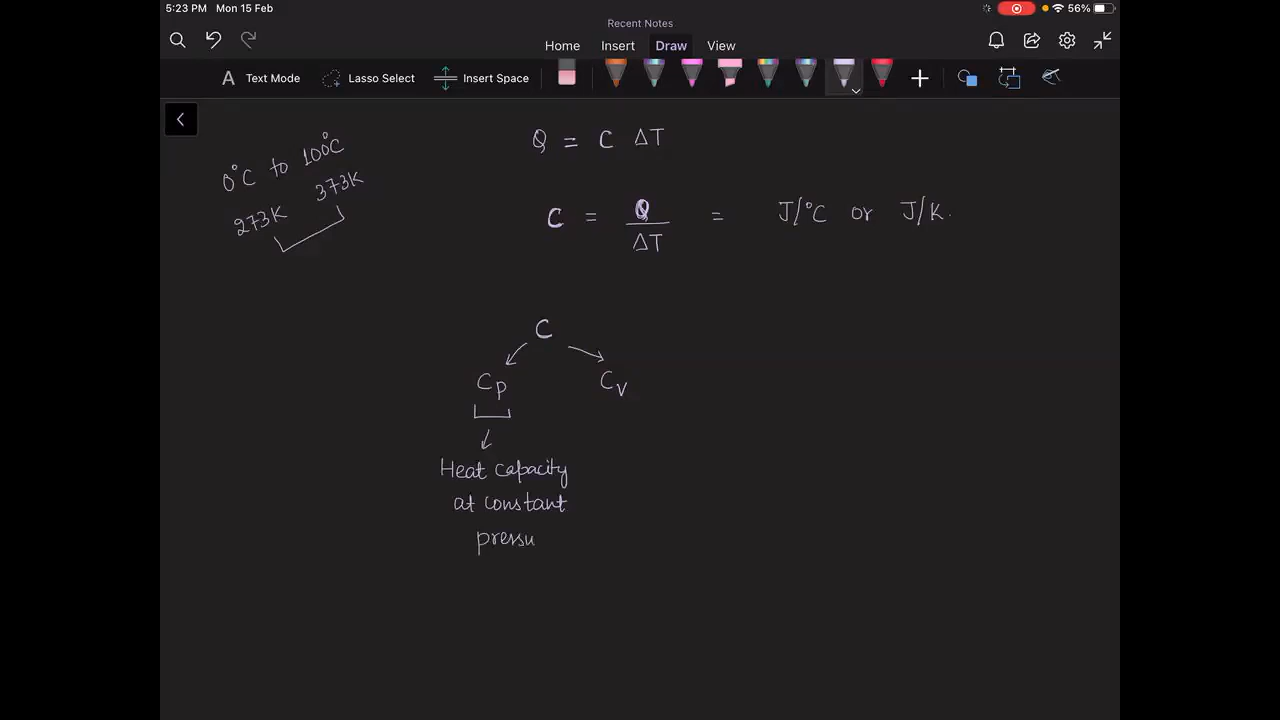 5:23 PM Mon 15 Feb
56%
Recent Notes
Home Insert Draw View
A Text Mode Lasso Select Insert Space
Q = C ΔT
0°C to 100°C
273K 373K
C = Q/ΔT = J/°C or J/K.
C
Cp Cv
Heat Capacity
at constant
pressu